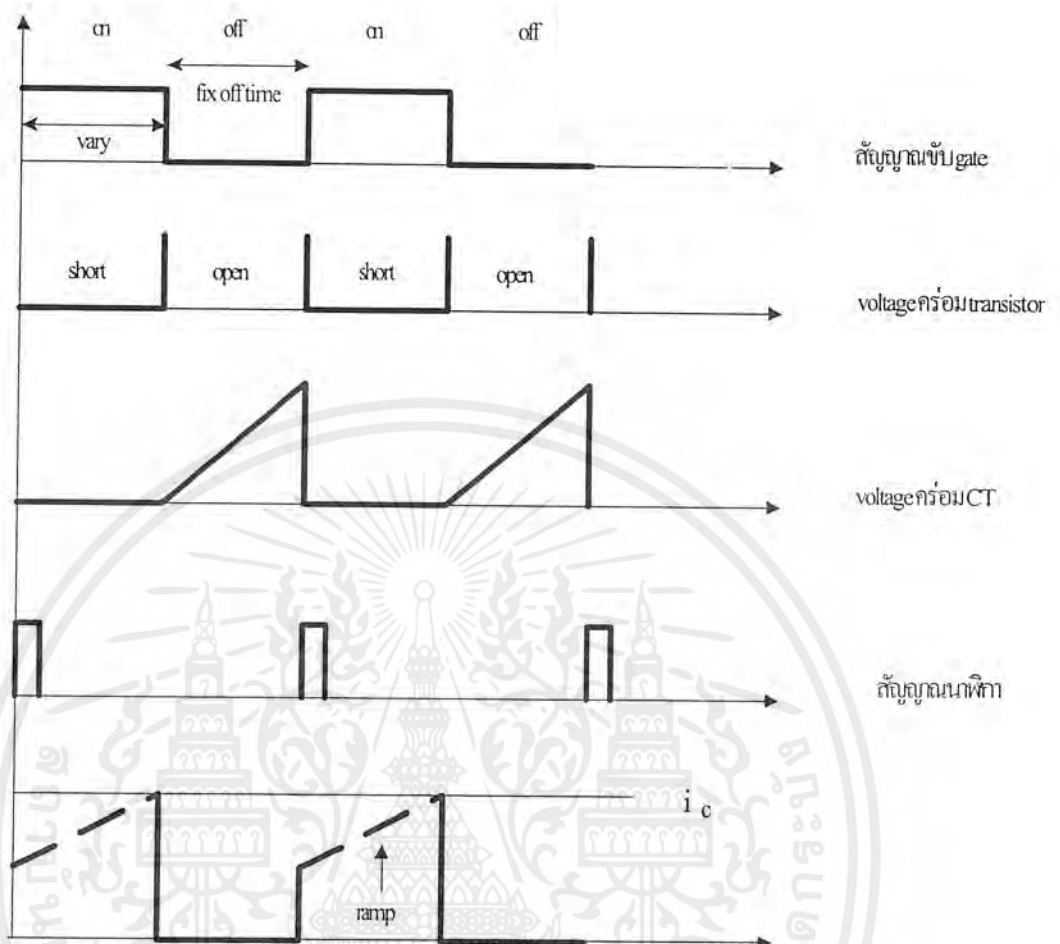 on off on off
fix off time
vary
สัญญาณขับ gate
short open short open
voltage คร่อม transistor
voltage คร่อม CT
สัญญาณนาฬิกา
i c
ramp